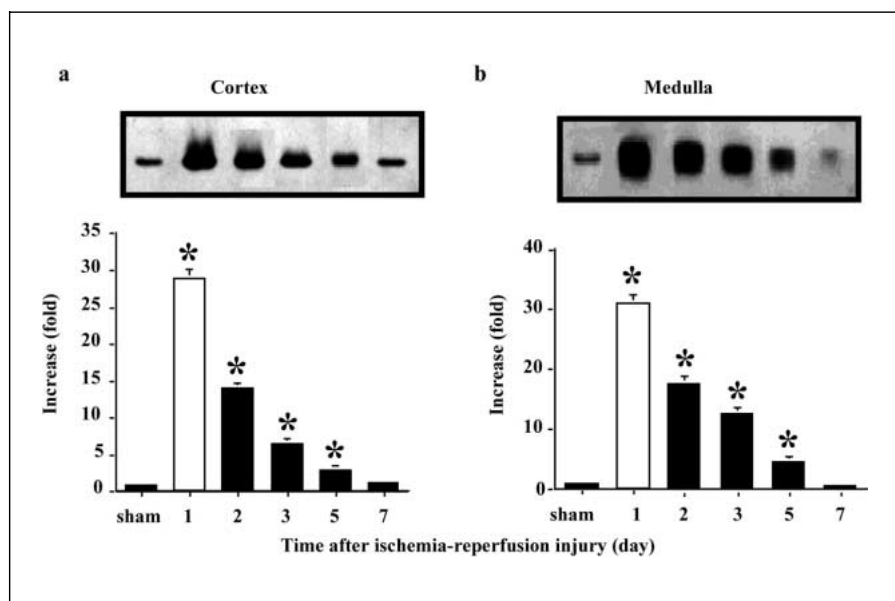 a
Cortex
35
30
25
20
15
10
5
0
Increase (fold)
*
*
*
*
sham 1 2 3 5 7
b
Medulla
40
30
20
10
0
Increase (fold)
*
*
*
*
sham 1 2 3 5 7
Time after ischemia-reperfusion injury (day)